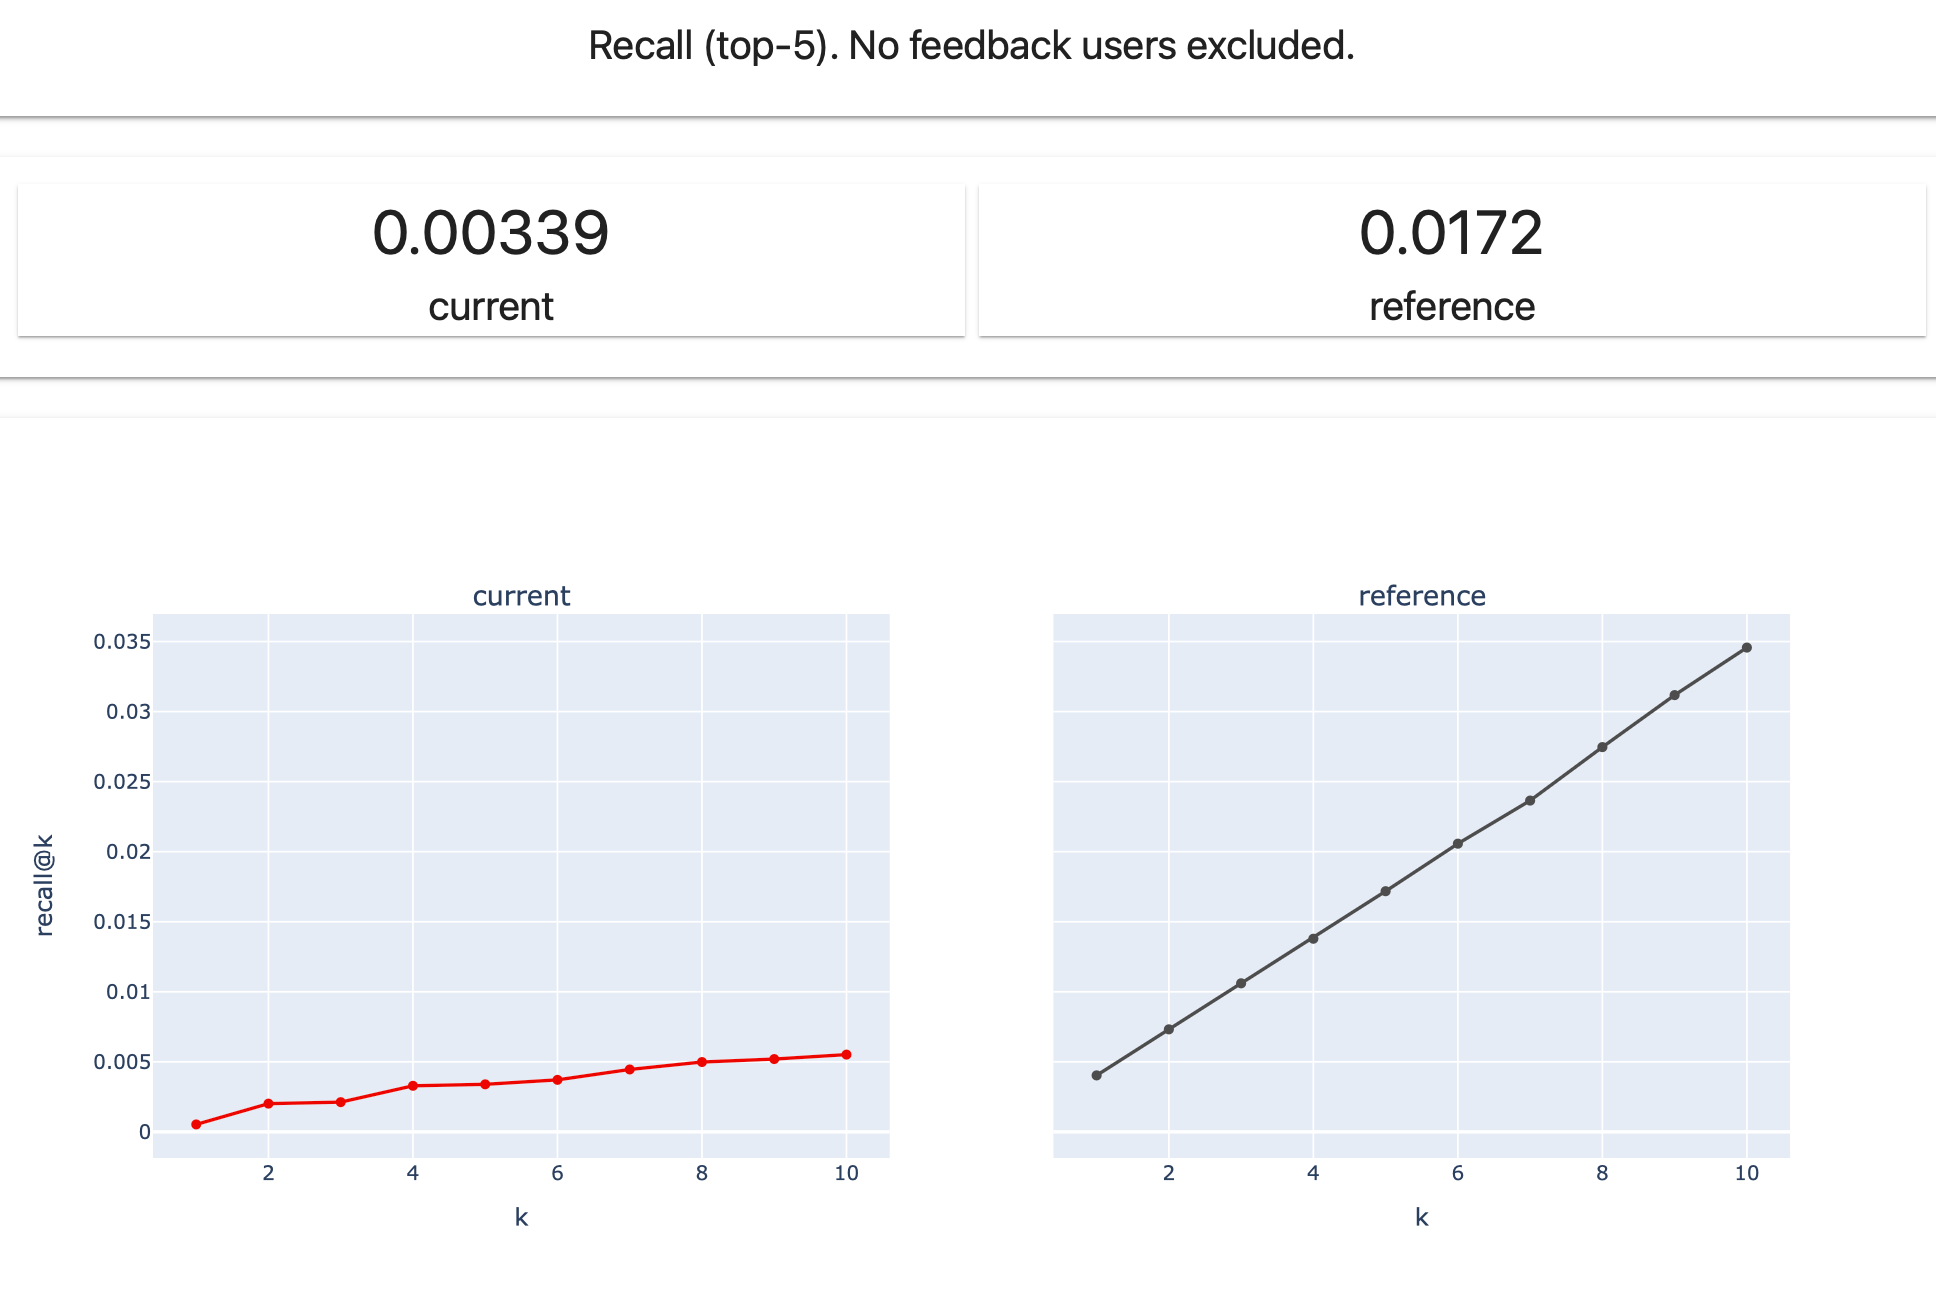 Recall (top-5). No feedback users excluded.
0.00339
current
0.0172
reference
current
reference
recall@k
0.035
0.03
0.025
0.02
0.015
0.01
0.005
0
2 4 6 8 10
k
2 4 6 8 10
k